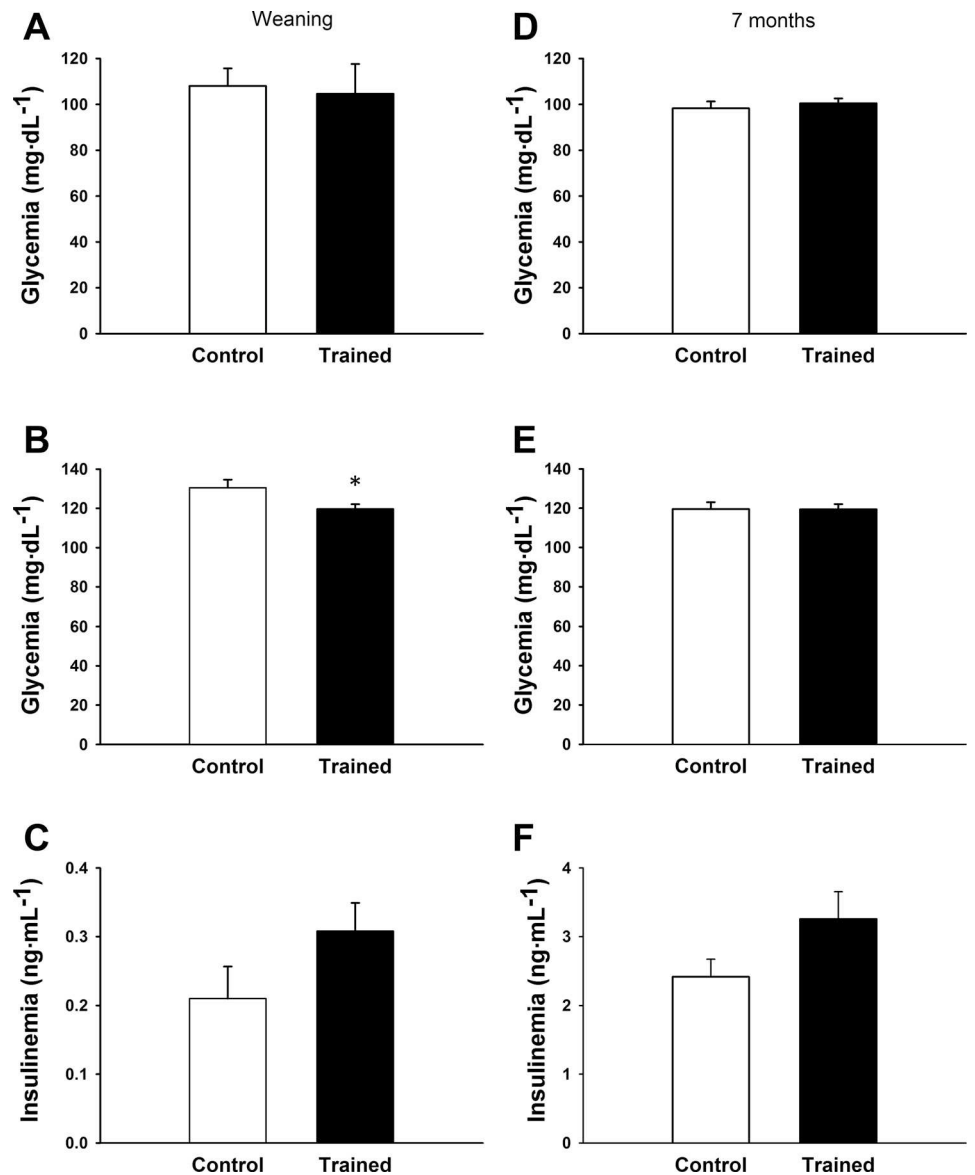 A
Weaning
Glycemia (mg·dL⁻¹)
120
100
80
60
40
20
0
Control
Trained
D
7 months
Glycemia (mg·dL⁻¹)
120
100
80
60
40
20
0
Control
Trained
B
Glycemia (mg·dL⁻¹)
140
120
100
80
60
40
20
0
*
Control
Trained
E
Glycemia (mg·dL⁻¹)
140
120
100
80
60
40
20
0
Control
Trained
C
Insulinemia (ng·mL⁻¹)
0.4
0.3
0.2
0.1
0.0
Control
Trained
F
Insulinemia (ng·mL⁻¹)
4
3
2
1
0
Control
Trained